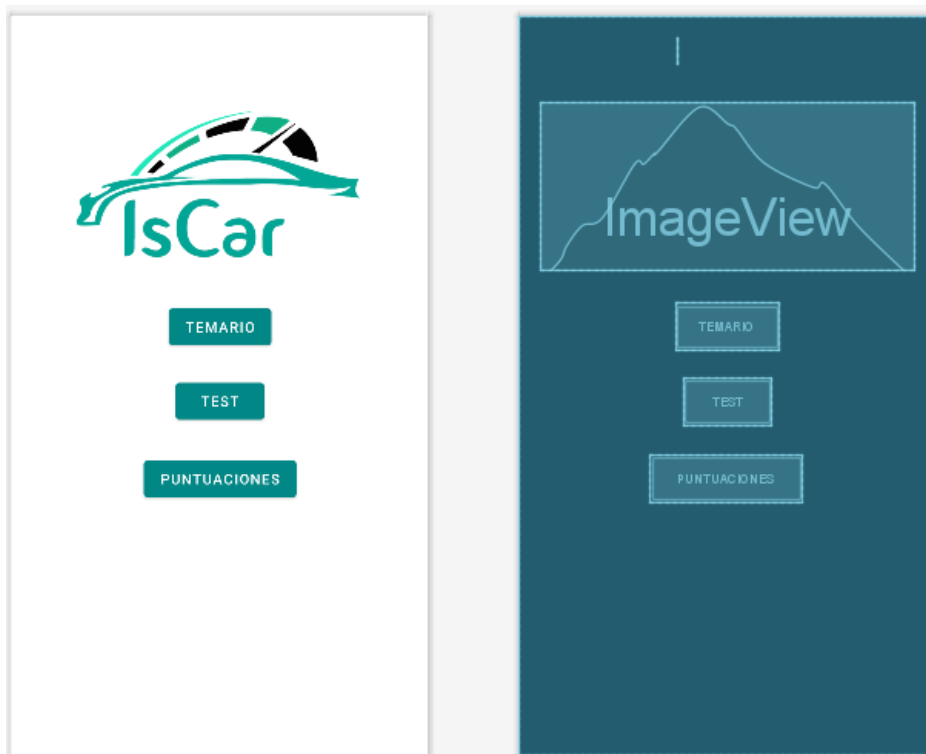 IsCar
TEMARIO
TEST
PUNTUACIONES
ImageView
TEMARIO
TEST
PUNTUACIONES